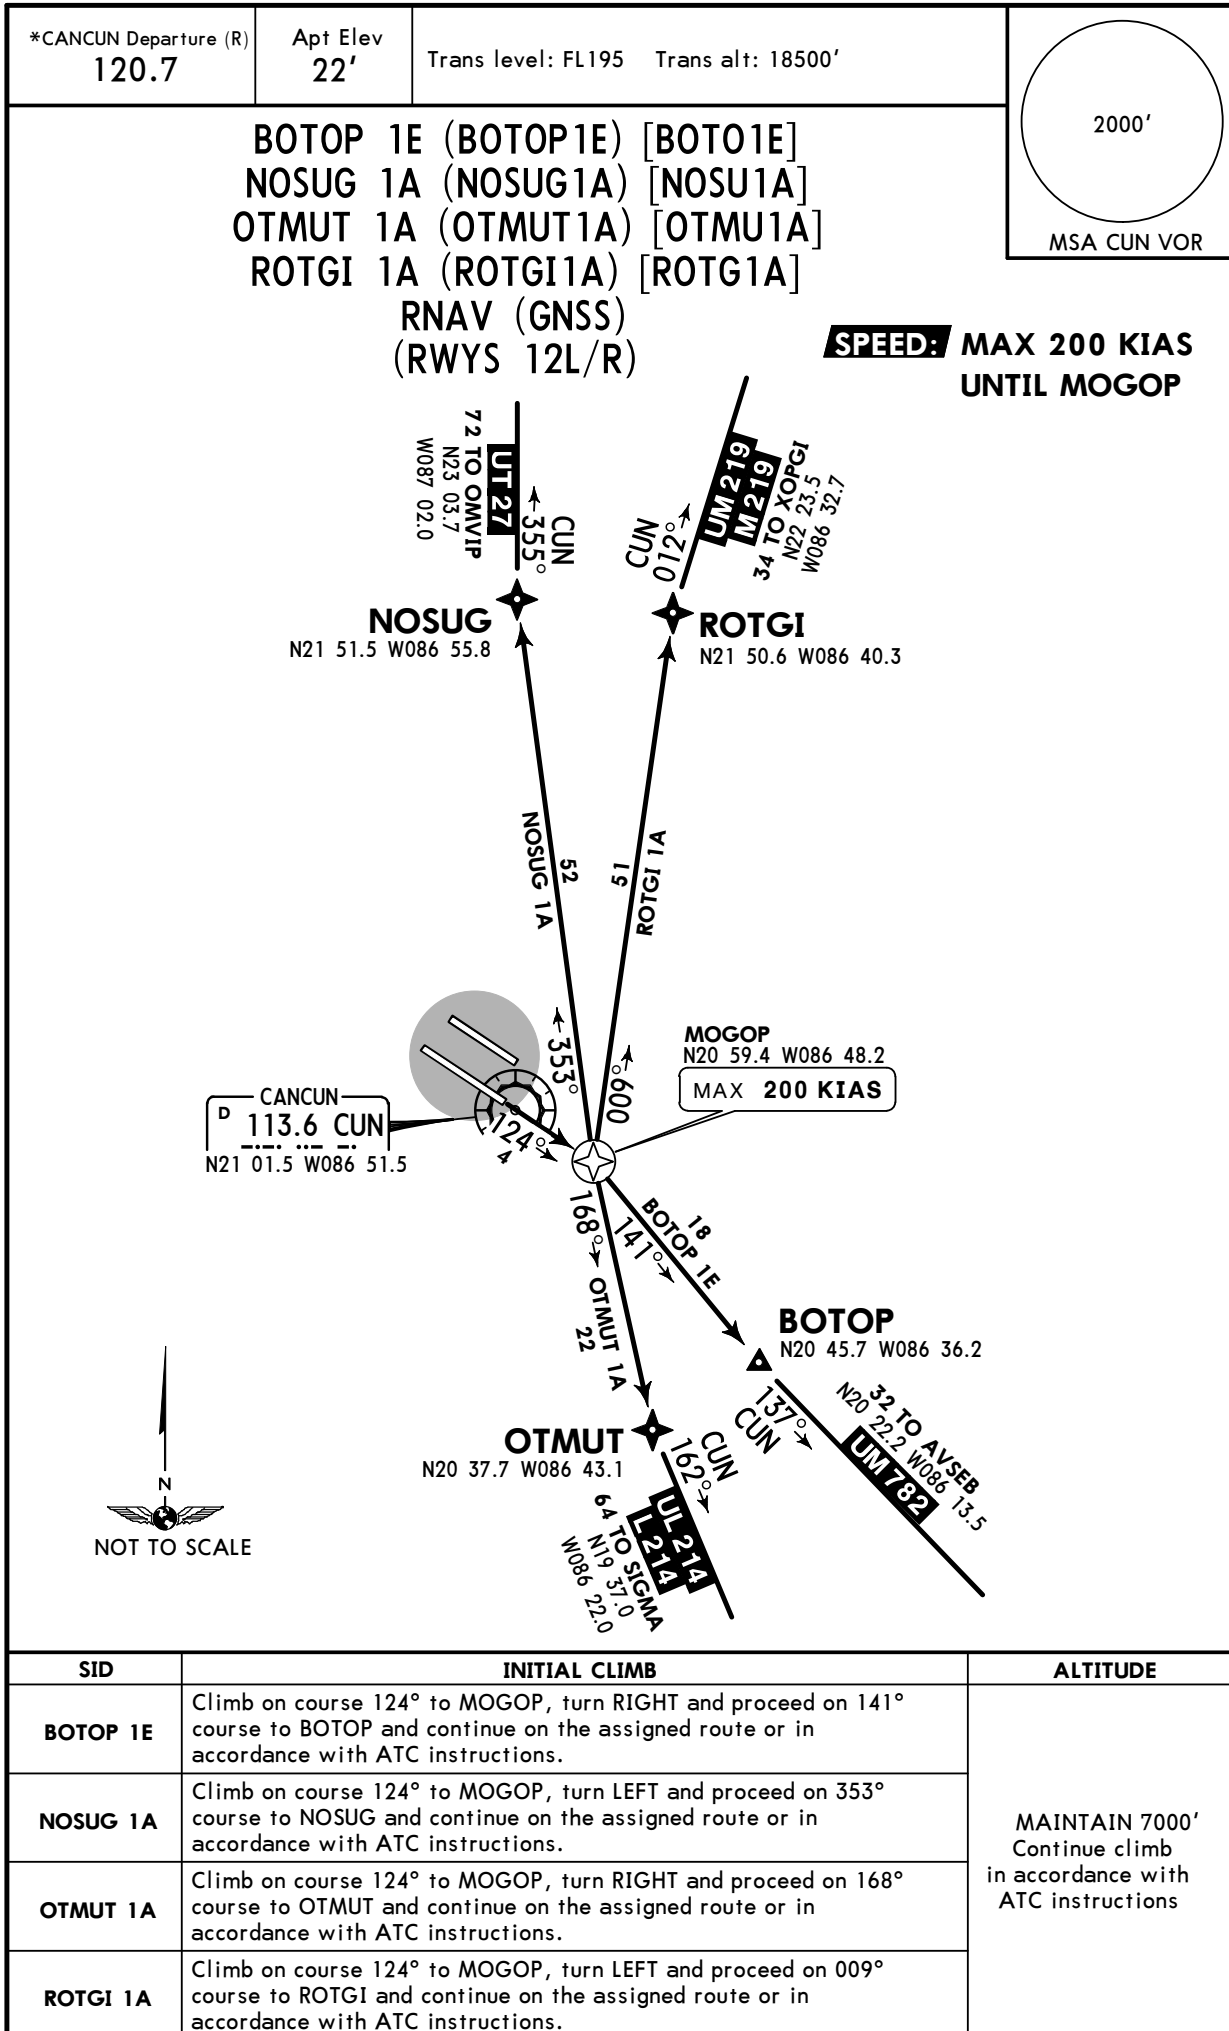 *CANCUN Departure (R)
120.7
Apt Elev
22'
Trans level: FL195 Trans alt: 18500'
2000'
MSA CUN VOR
BOTOP 1E (BOTOP1E) [BOTO1E]
NOSUG 1A (NOSUG1A) [NOSU1A]
OTMUT 1A (OTMUT1A) [OTMU1A]
ROTGI 1A (ROTGI1A) [ROTG1A]
RNAV (GNSS)
(RWYS 12L/R)
SPEED: MAX 200 KIAS
UNTIL MOGOP
72 TO OMVIP
N23 03.7
W087 02.0
UT 27
CUN
355°
UM 219
M 219
34 TO XOPGI
N22 23.5
W086 32.7
CUN
012°
NOSUG
N21 51.5 W086 55.8
ROTGI
N21 50.6 W086 40.3
NOSUG 1A
52
51
ROTGI 1A
353°
009°
MOGOP
N20 59.4 W086 48.2
MAX 200 KIAS
CANCUN
D 113.6 CUN
N21 01.5 W086 51.5
124°
4
168°
OTMUT 1A
22
141°
18
BOTOP 1E
BOTOP
N20 45.7 W086 36.2
137°
CUN
32 TO AVSEB
N20 22.2 W086 13.5
UM 782
OTMUT
N20 37.7 W086 43.1
CUN
162°
UL 214
L 214
64 TO SIGMA
N19 37.0
W086 22.0
N
NOT TO SCALE
SID INITIAL CLIMB ALTITUDE
BOTOP 1E
Climb on course 124° to MOGOP, turn RIGHT and proceed on 141°
course to BOTOP and continue on the assigned route or in
accordance with ATC instructions.
NOSUG 1A
Climb on course 124° to MOGOP, turn LEFT and proceed on 353°
course to NOSUG and continue on the assigned route or in
accordance with ATC instructions.
OTMUT 1A
Climb on course 124° to MOGOP, turn RIGHT and proceed on 168°
course to OTMUT and continue on the assigned route or in
accordance with ATC instructions.
ROTGI 1A
Climb on course 124° to MOGOP, turn LEFT and proceed on 009°
course to ROTGI and continue on the assigned route or in
accordance with ATC instructions.
MAINTAIN 7000'
Continue climb
in accordance with
ATC instructions